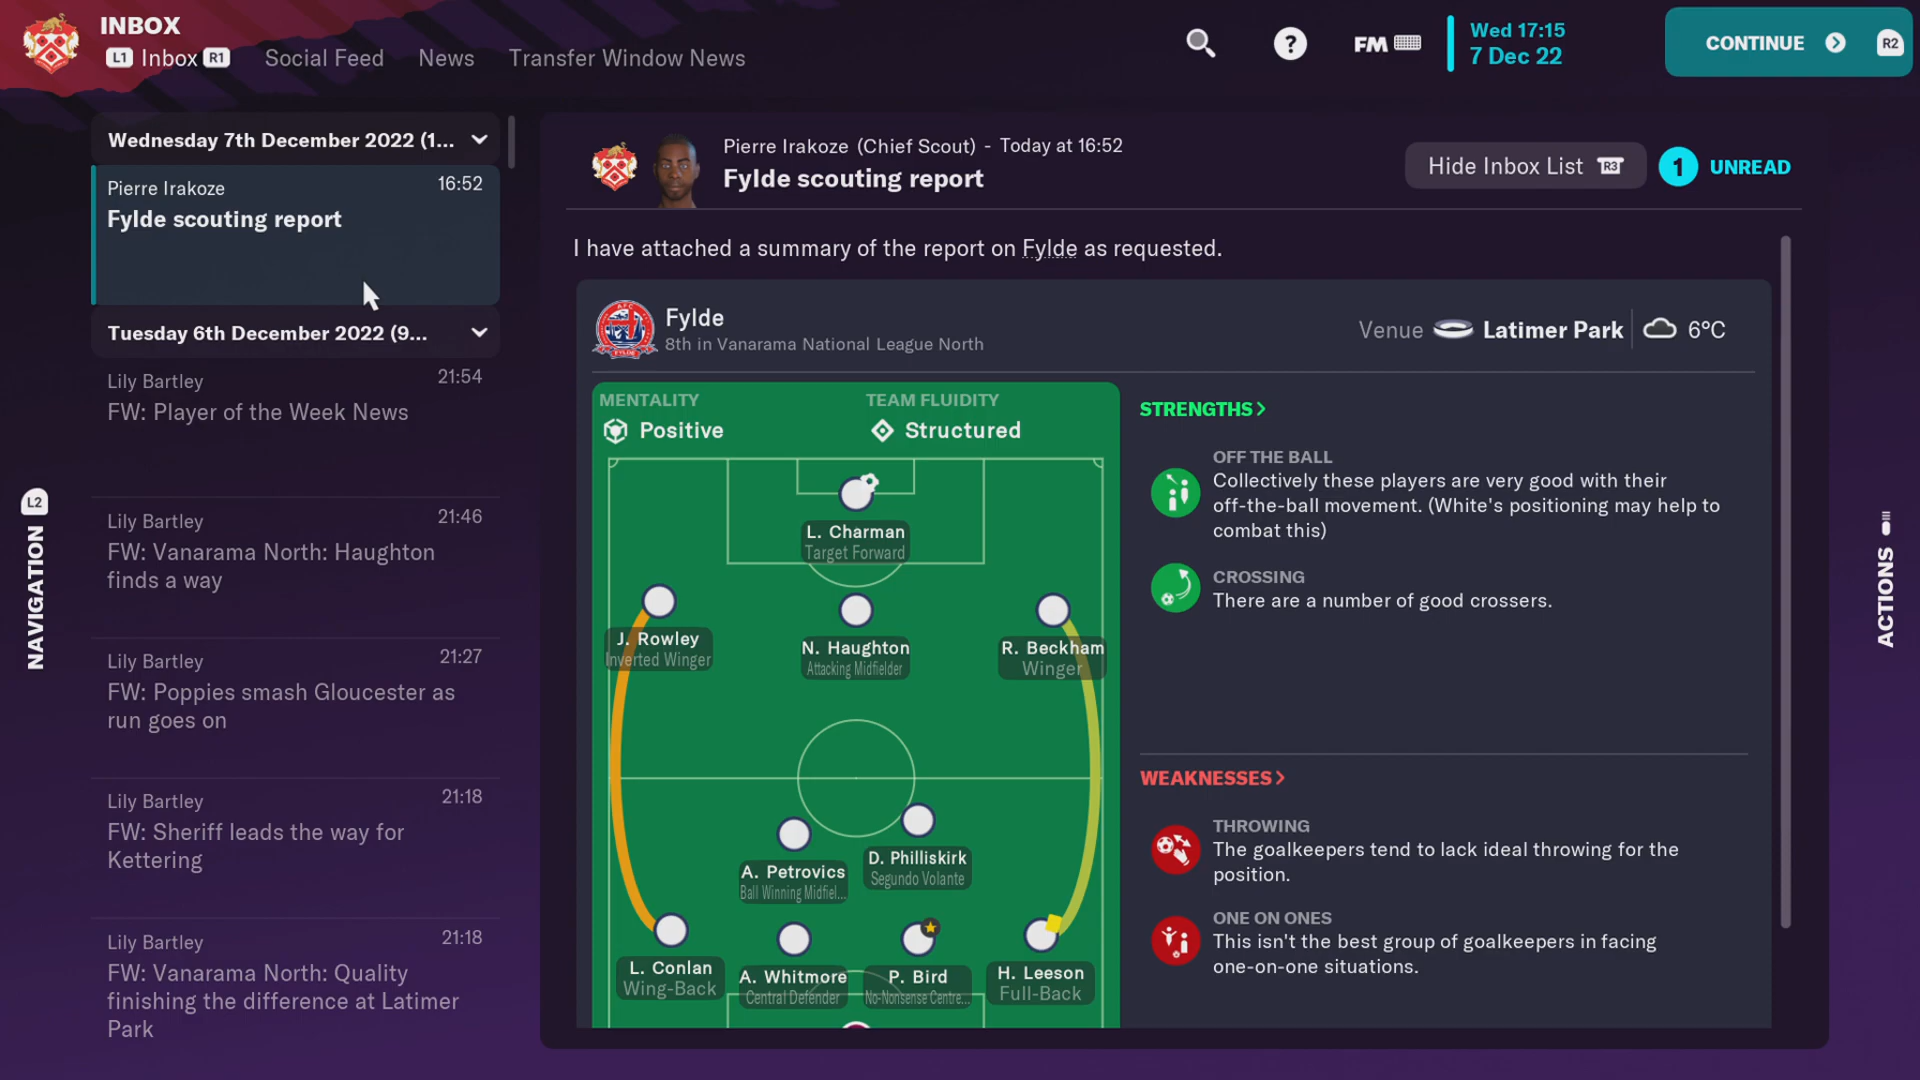 INBOX
L1 Inbox R1 Social Feed News Transfer Window News
FM
Wed 17:15
7 Dec 22
CONTINUE R2
Wednesday 7th December 2022 (1...
Pierre Irakoze 16:52
Fylde scouting report
Tuesday 6th December 2022 (9...
Lily Bartley 21:54
FW: Player of the Week News
Lily Bartley 21:46
FW: Vanarama North: Haughton
finds a way
Lily Bartley 21:27
FW: Poppies smash Gloucester as
run goes on
Lily Bartley 21:18
FW: Sheriff leads the way for
Kettering
Lily Bartley 21:18
FW: Vanarama North: Quality
finishing the difference at Latimer
Park
L2
NAVIGATION
Pierre Irakoze (Chief Scout) - Today at 16:52
Fylde scouting report
Hide Inbox List R3
1 UNREAD
I have attached a summary of the report on Fylde as requested.
Fylde
8th in Vanarama National League North
Venue Latimer Park 6°C
MENTALITY
Positive
TEAM FLUIDITY
Structured
L. Charman
Target Forward
J. Rowley
Inverted Winger
N. Haughton
Attacking Midfielder
R. Beckham
Winger
A. Petrovics
Ball Winning Midfiel...
D. Philliskirk
Segundo Volante
L. Conlan
Wing-Back
A. Whitmore
Central Defender
P. Bird
No-Nonsense Centre...
H. Leeson
Full-Back
STRENGTHS
OFF THE BALL
Collectively these players are very good with their
off-the-ball movement. (White's positioning may help to
combat this)
CROSSING
There are a number of good crossers.
WEAKNESSES
THROWING
The goalkeepers tend to lack ideal throwing for the
position.
ONE ON ONES
This isn't the best group of goalkeepers in facing
one-on-one situations.
ACTIONS